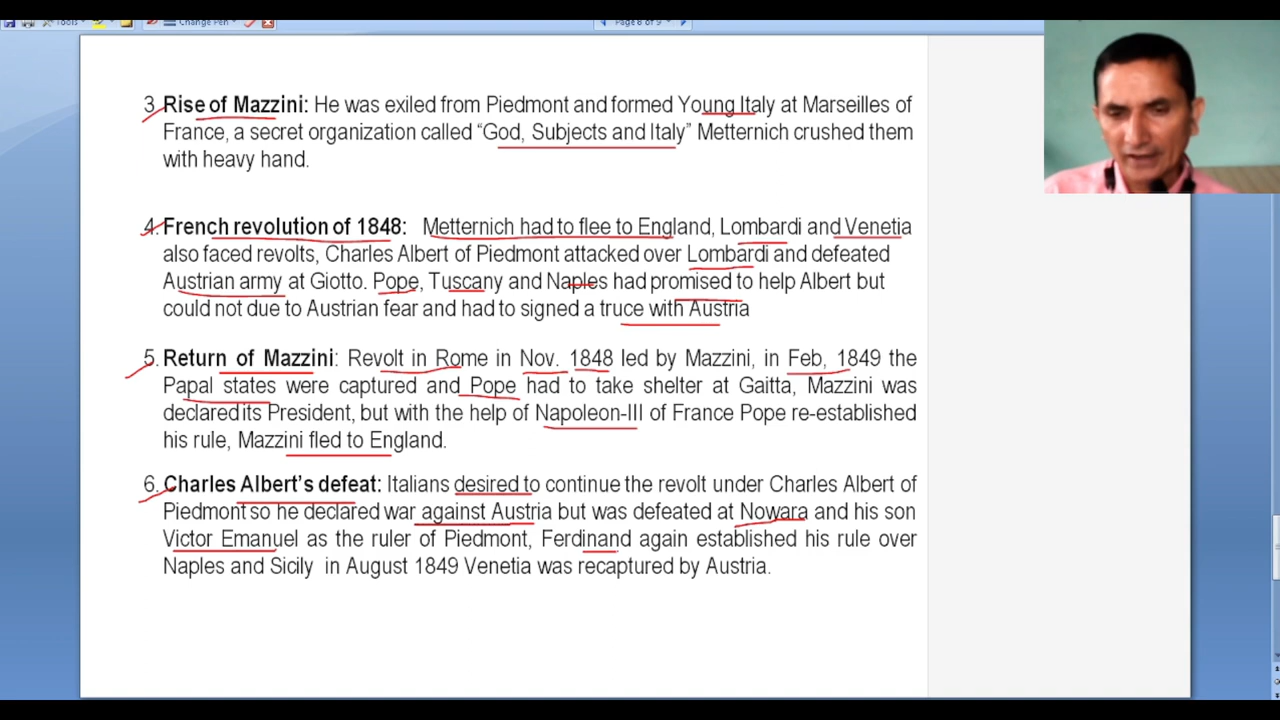 Tools
Change Pen
Page 8 of 9
3. Rise of Mazzini: He was exiled from Piedmont and formed Young Italy at Marseilles of
France, a secret organization called “God, Subjects and Italy” Metternich crushed them
with heavy hand.
4. French revolution of 1848: Metternich had to flee to England, Lombardi and Venetia
also faced revolts, Charles Albert of Piedmont attacked over Lombardi and defeated
Austrian army at Giotto. Pope, Tuscany and Naples had promised to help Albert but
could not due to Austrian fear and had to signed a truce with Austria
5. Return of Mazzini: Revolt in Rome in Nov. 1848 led by Mazzini, in Feb, 1849 the
Papal states were captured and Pope had to take shelter at Gaitta, Mazzini was
declared its President, but with the help of Napoleon-III of France Pope re-established
his rule, Mazzini fled to England.
6. Charles Albert’s defeat: Italians desired to continue the revolt under Charles Albert of
Piedmont so he declared war against Austria but was defeated at Nowara and his son
Victor Emanuel as the ruler of Piedmont, Ferdinand again established his rule over
Naples and Sicily in August 1849 Venetia was recaptured by Austria.